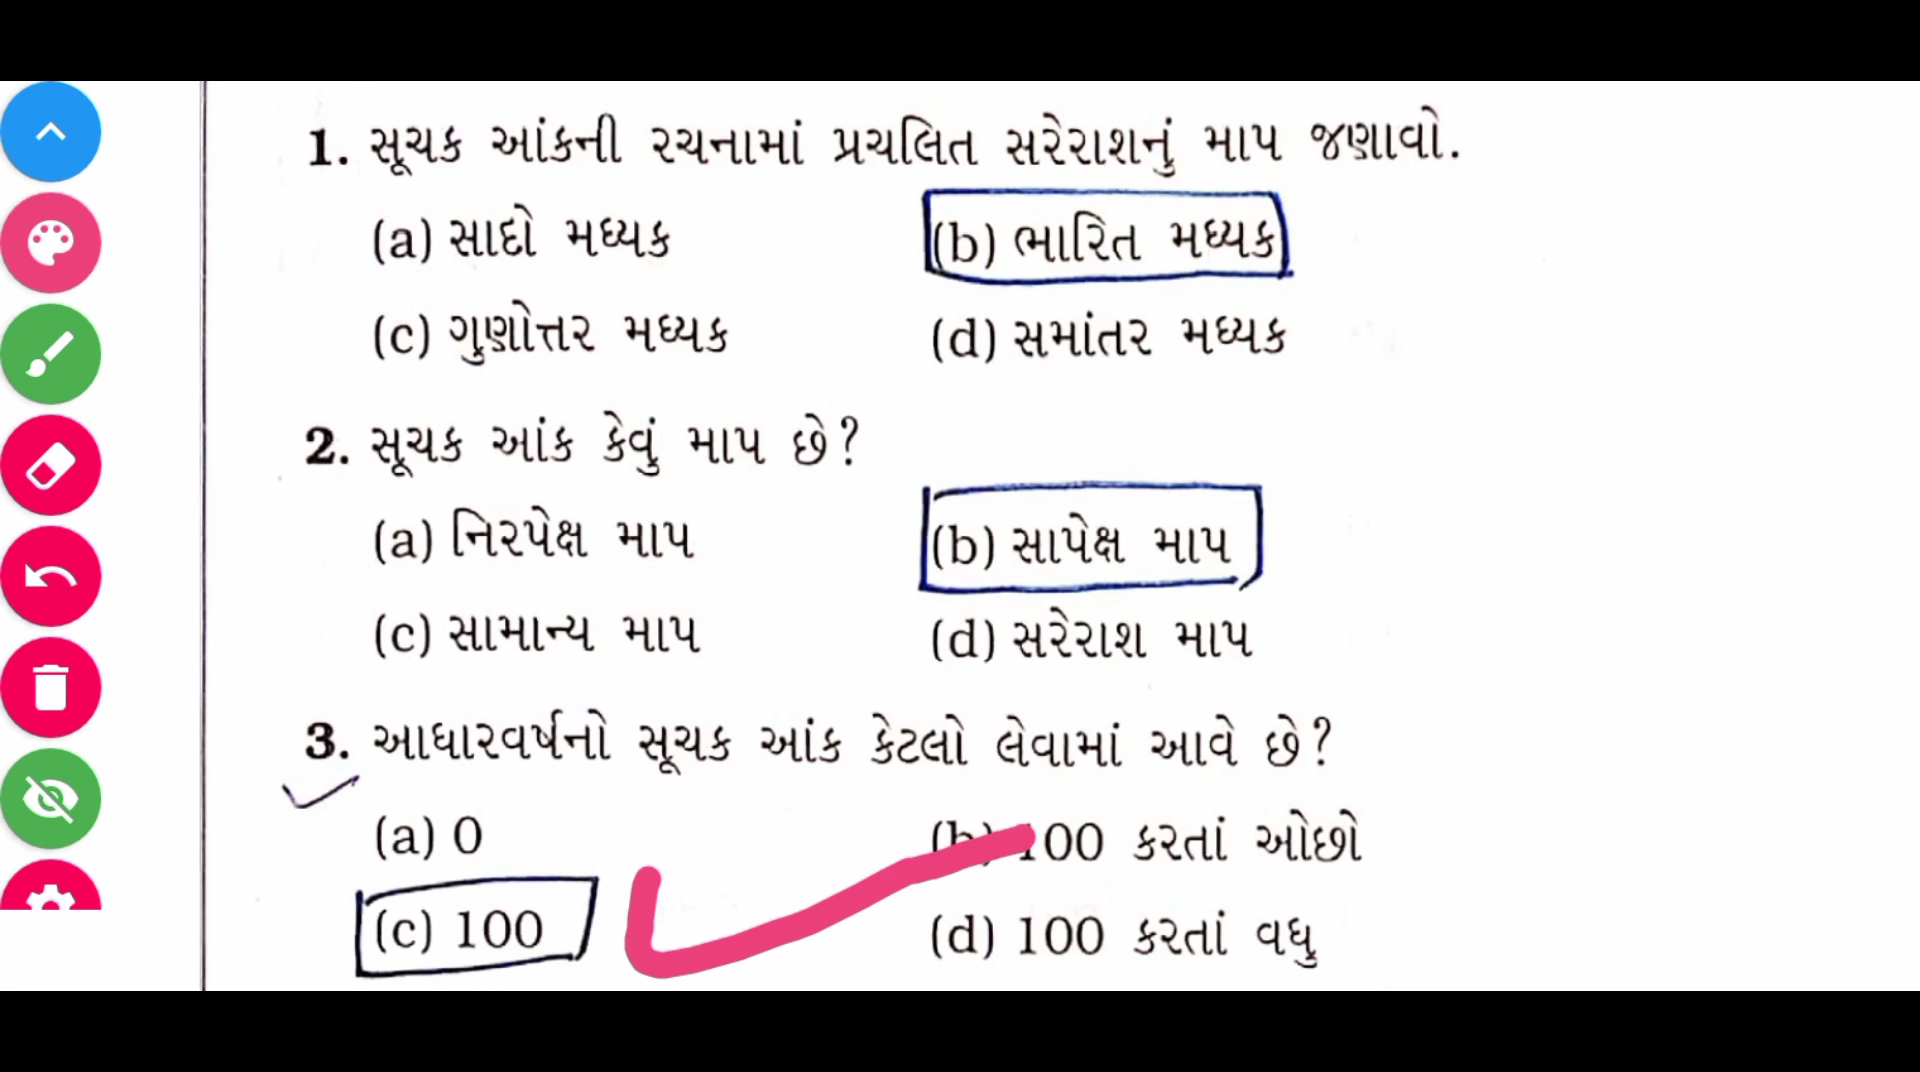 1. સૂચક આંકની રચનામાં પ્રચલિત સરેરાશનું માપ જણાવો.
(a) સાદો મધ્યક (b) ભારિત મધ્યક
(c) ગુણોત્તર મધ્યક (d) સમાંતર મધ્યક
2. સૂચક આંક કેવું માપ છે?
(a) નિરપેક્ષ માપ (b) સાપેક્ષ માપ
(c) સામાન્ય માપ (d) સરેરાશ માપ
3. આધારવર્ષનો સૂચક આંક કેટલો લેવામાં આવે છે?
(a) 0 (b) 100 કરતાં ઓછો
(c) 100 (d) 100 કરતાં વધુ